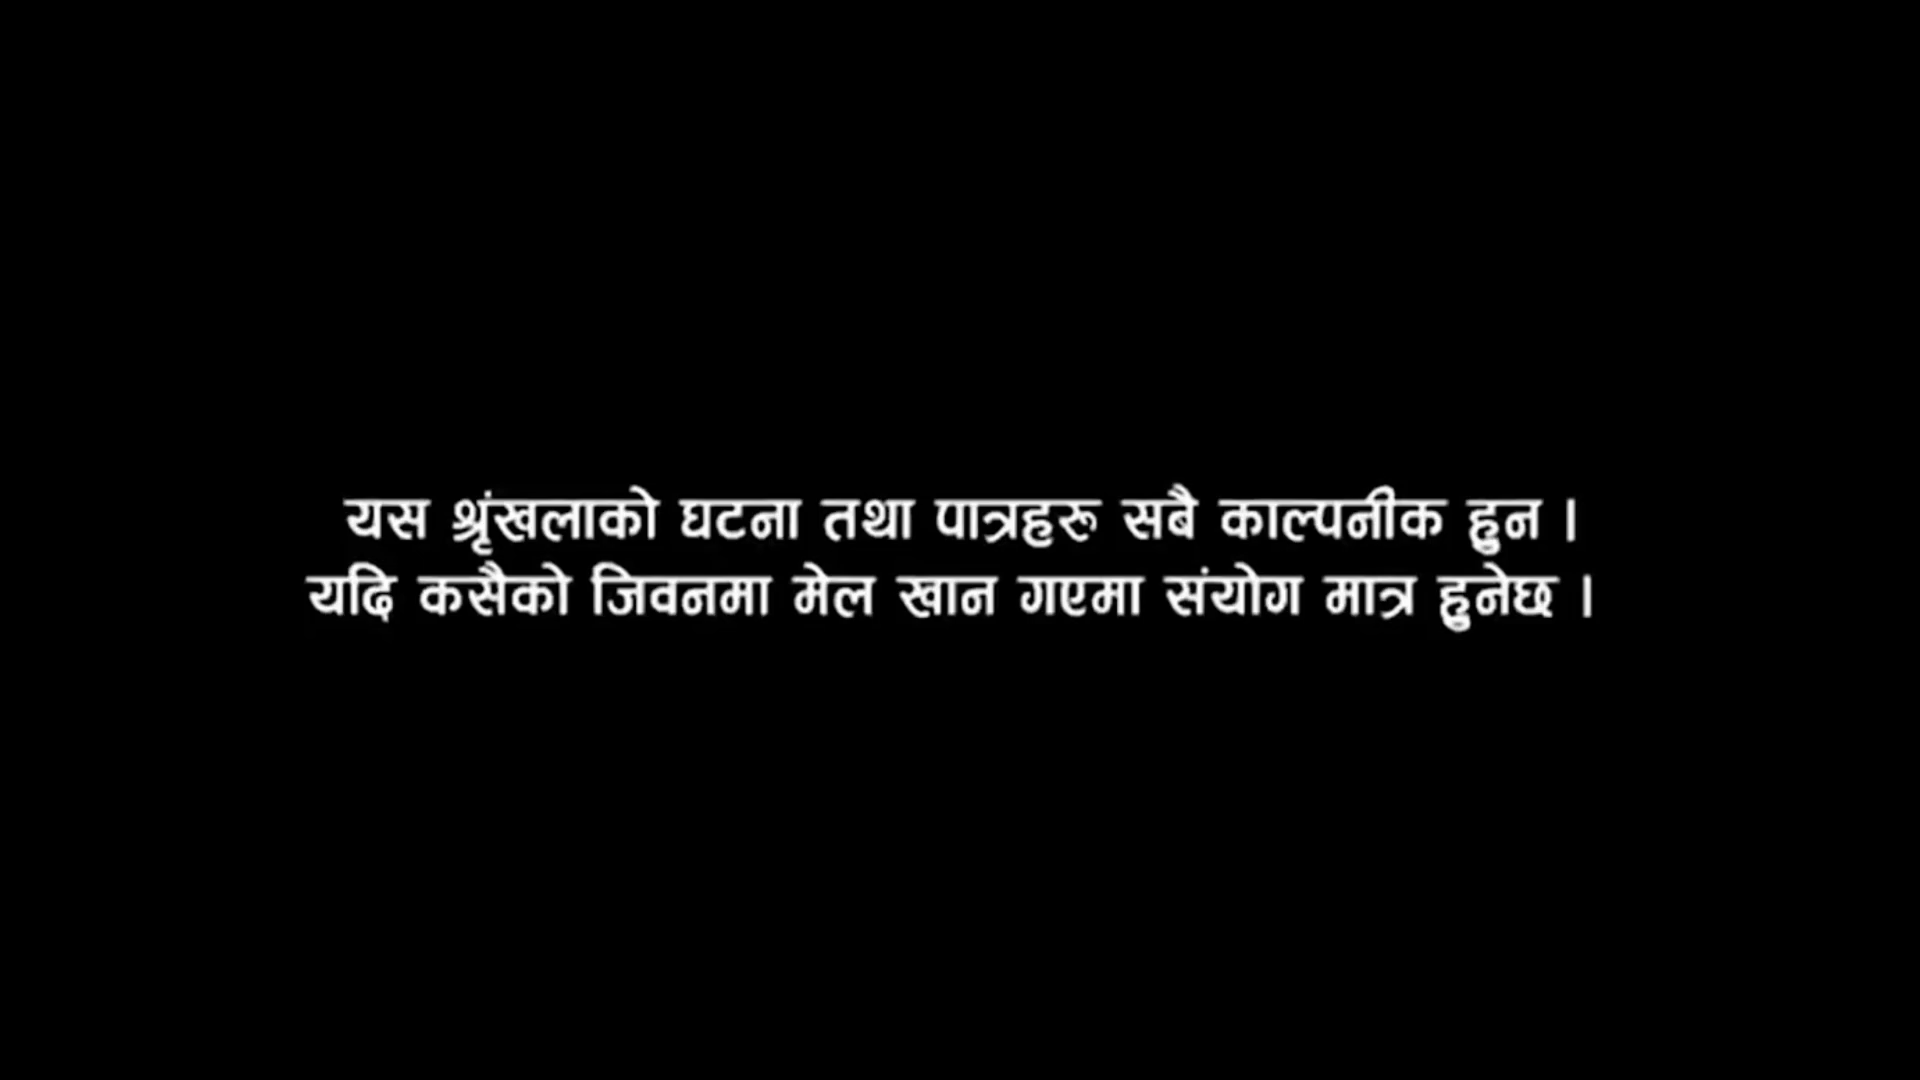 यस श्रृंखलाको घटना तथा पात्रहरू सबै काल्पनीक हुन ।
यदि कसैको जिवनमा मेल खान गएमा संयोग मात्र हुनेछ ।